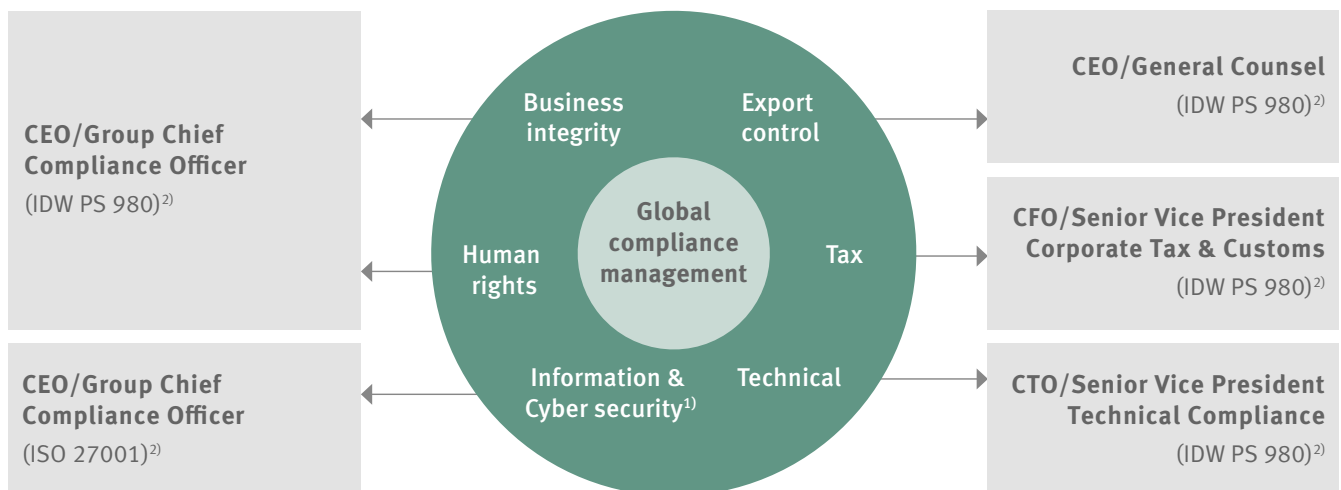 CEO/Group Chief
Compliance Officer
(IDW PS 980)2)
CEO/Group Chief
Compliance Officer
(ISO 27001)2)
Business
integrity
Export
control
Human
rights
Global
compliance
management
Tax
Information &
Cyber security1)
Technical
CEO/General Counsel
(IDW PS 980)2)
CFO/Senior Vice President
Corporate Tax & Customs
(IDW PS 980)2)
CTO/Senior Vice President
Technical Compliance
(IDW PS 980)2)